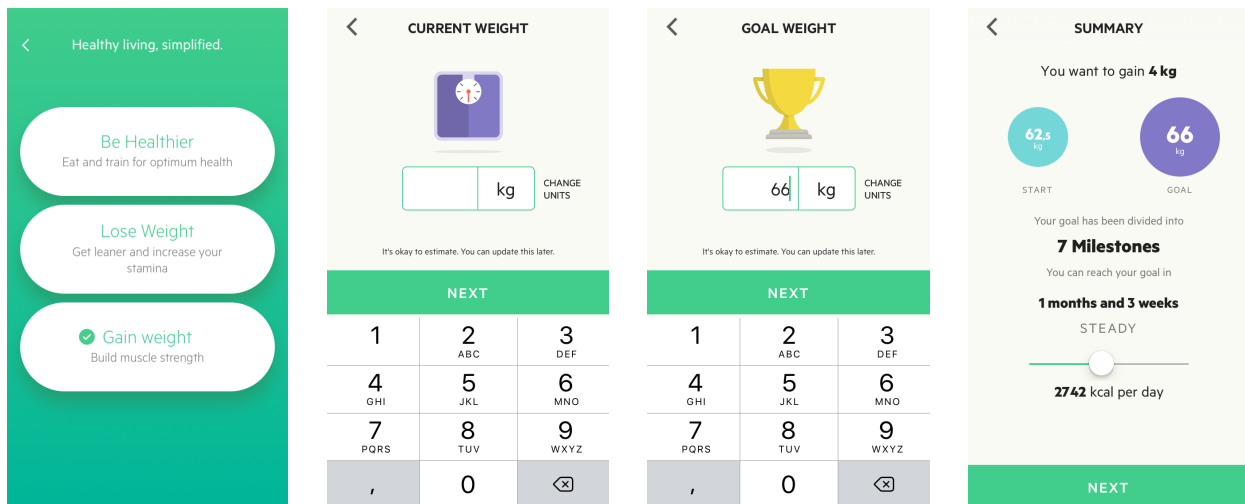 Healthy living, simplified.
Be Healthier
Eat and train for optimum health
Lose Weight
Get leaner and increase your
stamina
Gain weight
Build muscle strength
CURRENT WEIGHT
kg
CHANGE
UNITS
It's okay to estimate. You can update this later.
NEXT
1
2
ABC
3
DEF
4
GHI
5
JKL
6
MNO
7
PQRS
8
TUV
9
WXYZ
,
0
GOAL WEIGHT
66
kg
CHANGE
UNITS
It's okay to estimate. You can update this later.
NEXT
1
2
ABC
3
DEF
4
GHI
5
JKL
6
MNO
7
PQRS
8
TUV
9
WXYZ
,
0
SUMMARY
You want to gain 4 kg
62,5
kg
START
66
kg
GOAL
Your goal has been divided into
7 Milestones
You can reach your goal in
1 months and 3 weeks
STEADY
2742 kcal per day
NEXT